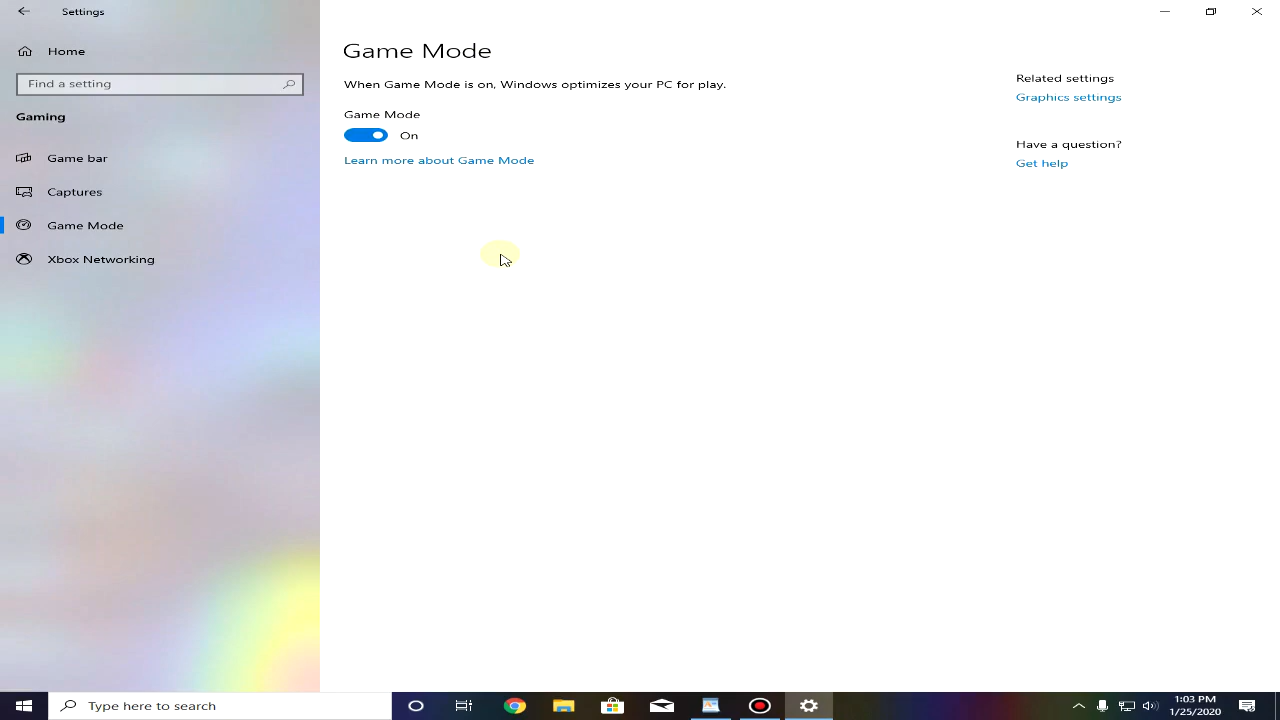 Settings
Home
Find a setting
Gaming
Game bar
Captures
Game Mode
Xbox Networking
Game Mode
When Game Mode is on, Windows optimizes your PC for play.
Game Mode
On
Learn more about Game Mode
Related settings
Graphics settings
Have a question?
Get help
Type here to search
1:03 PM
1/25/2020